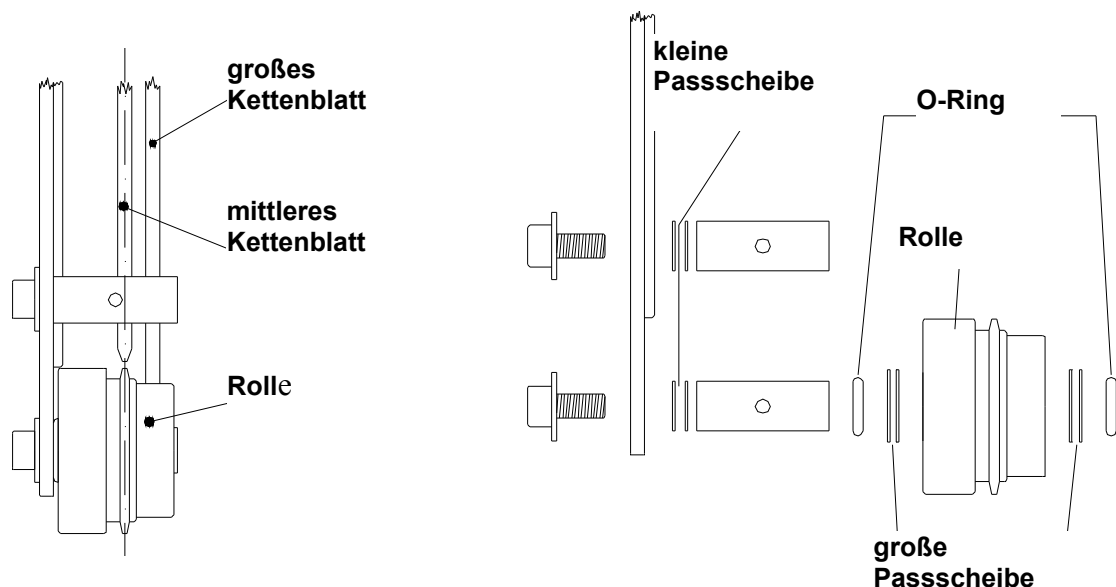 großes
Kettenblatt
mittleres
Kettenblatt
Rolle
kleine
Passscheibe
O-Ring
Rolle
große
Passscheibe